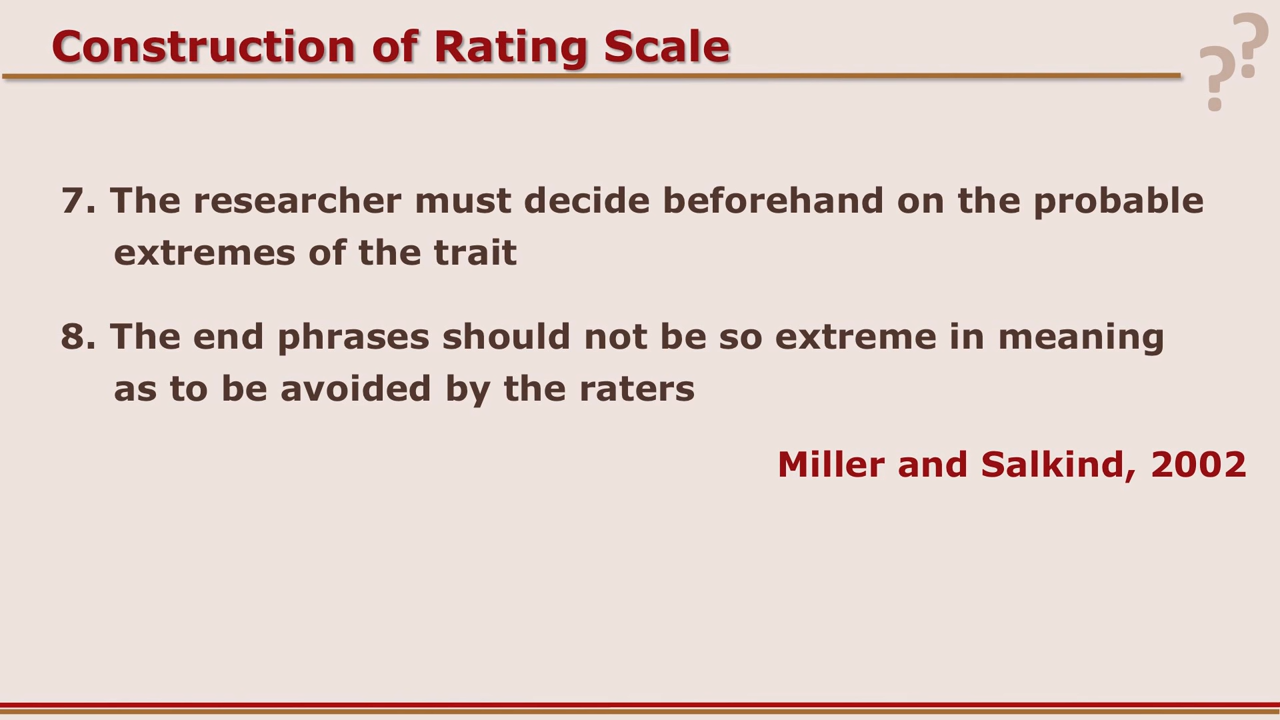 Construction of Rating Scale
??
7. The researcher must decide beforehand on the probable
extremes of the trait
8. The end phrases should not be so extreme in meaning
as to be avoided by the raters
Miller and Salkind, 2002